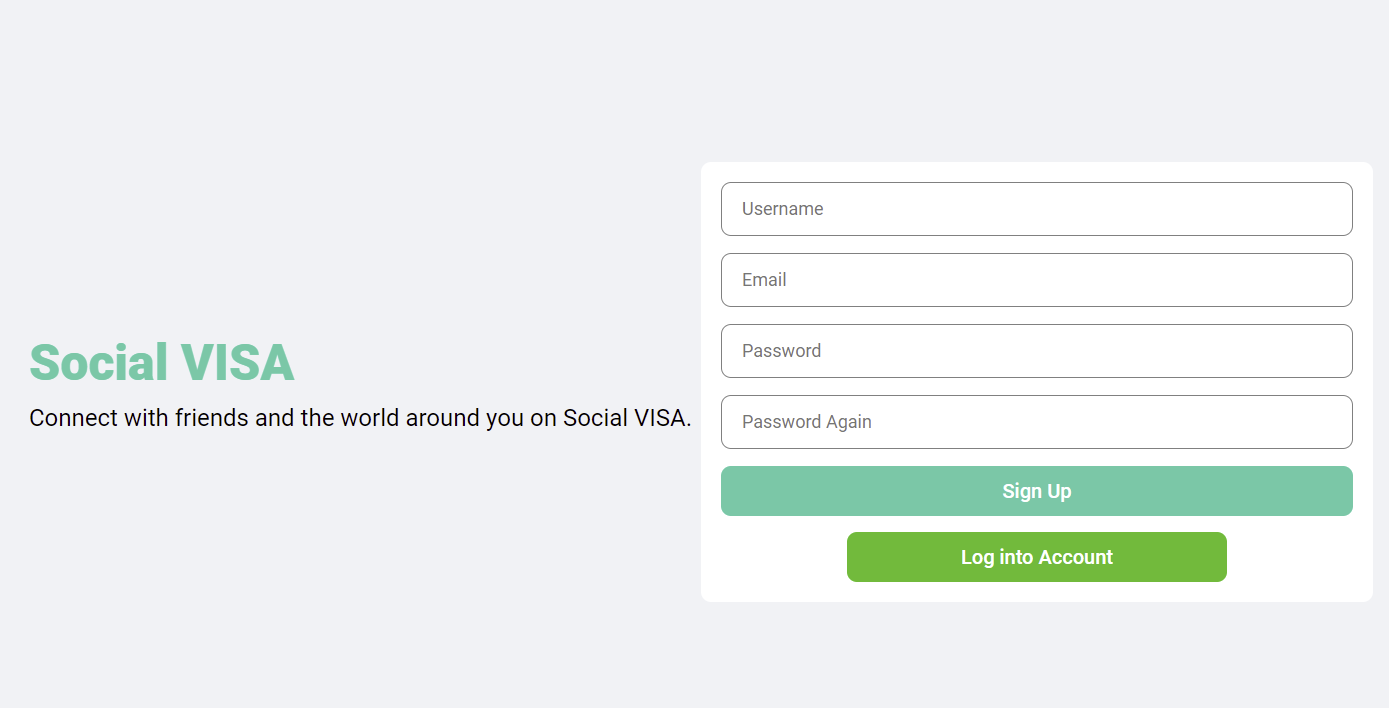 Social VISA
Connect with friends and the world around you on Social VISA.
Username
Email
Password
Password Again
Sign Up
Log into Account